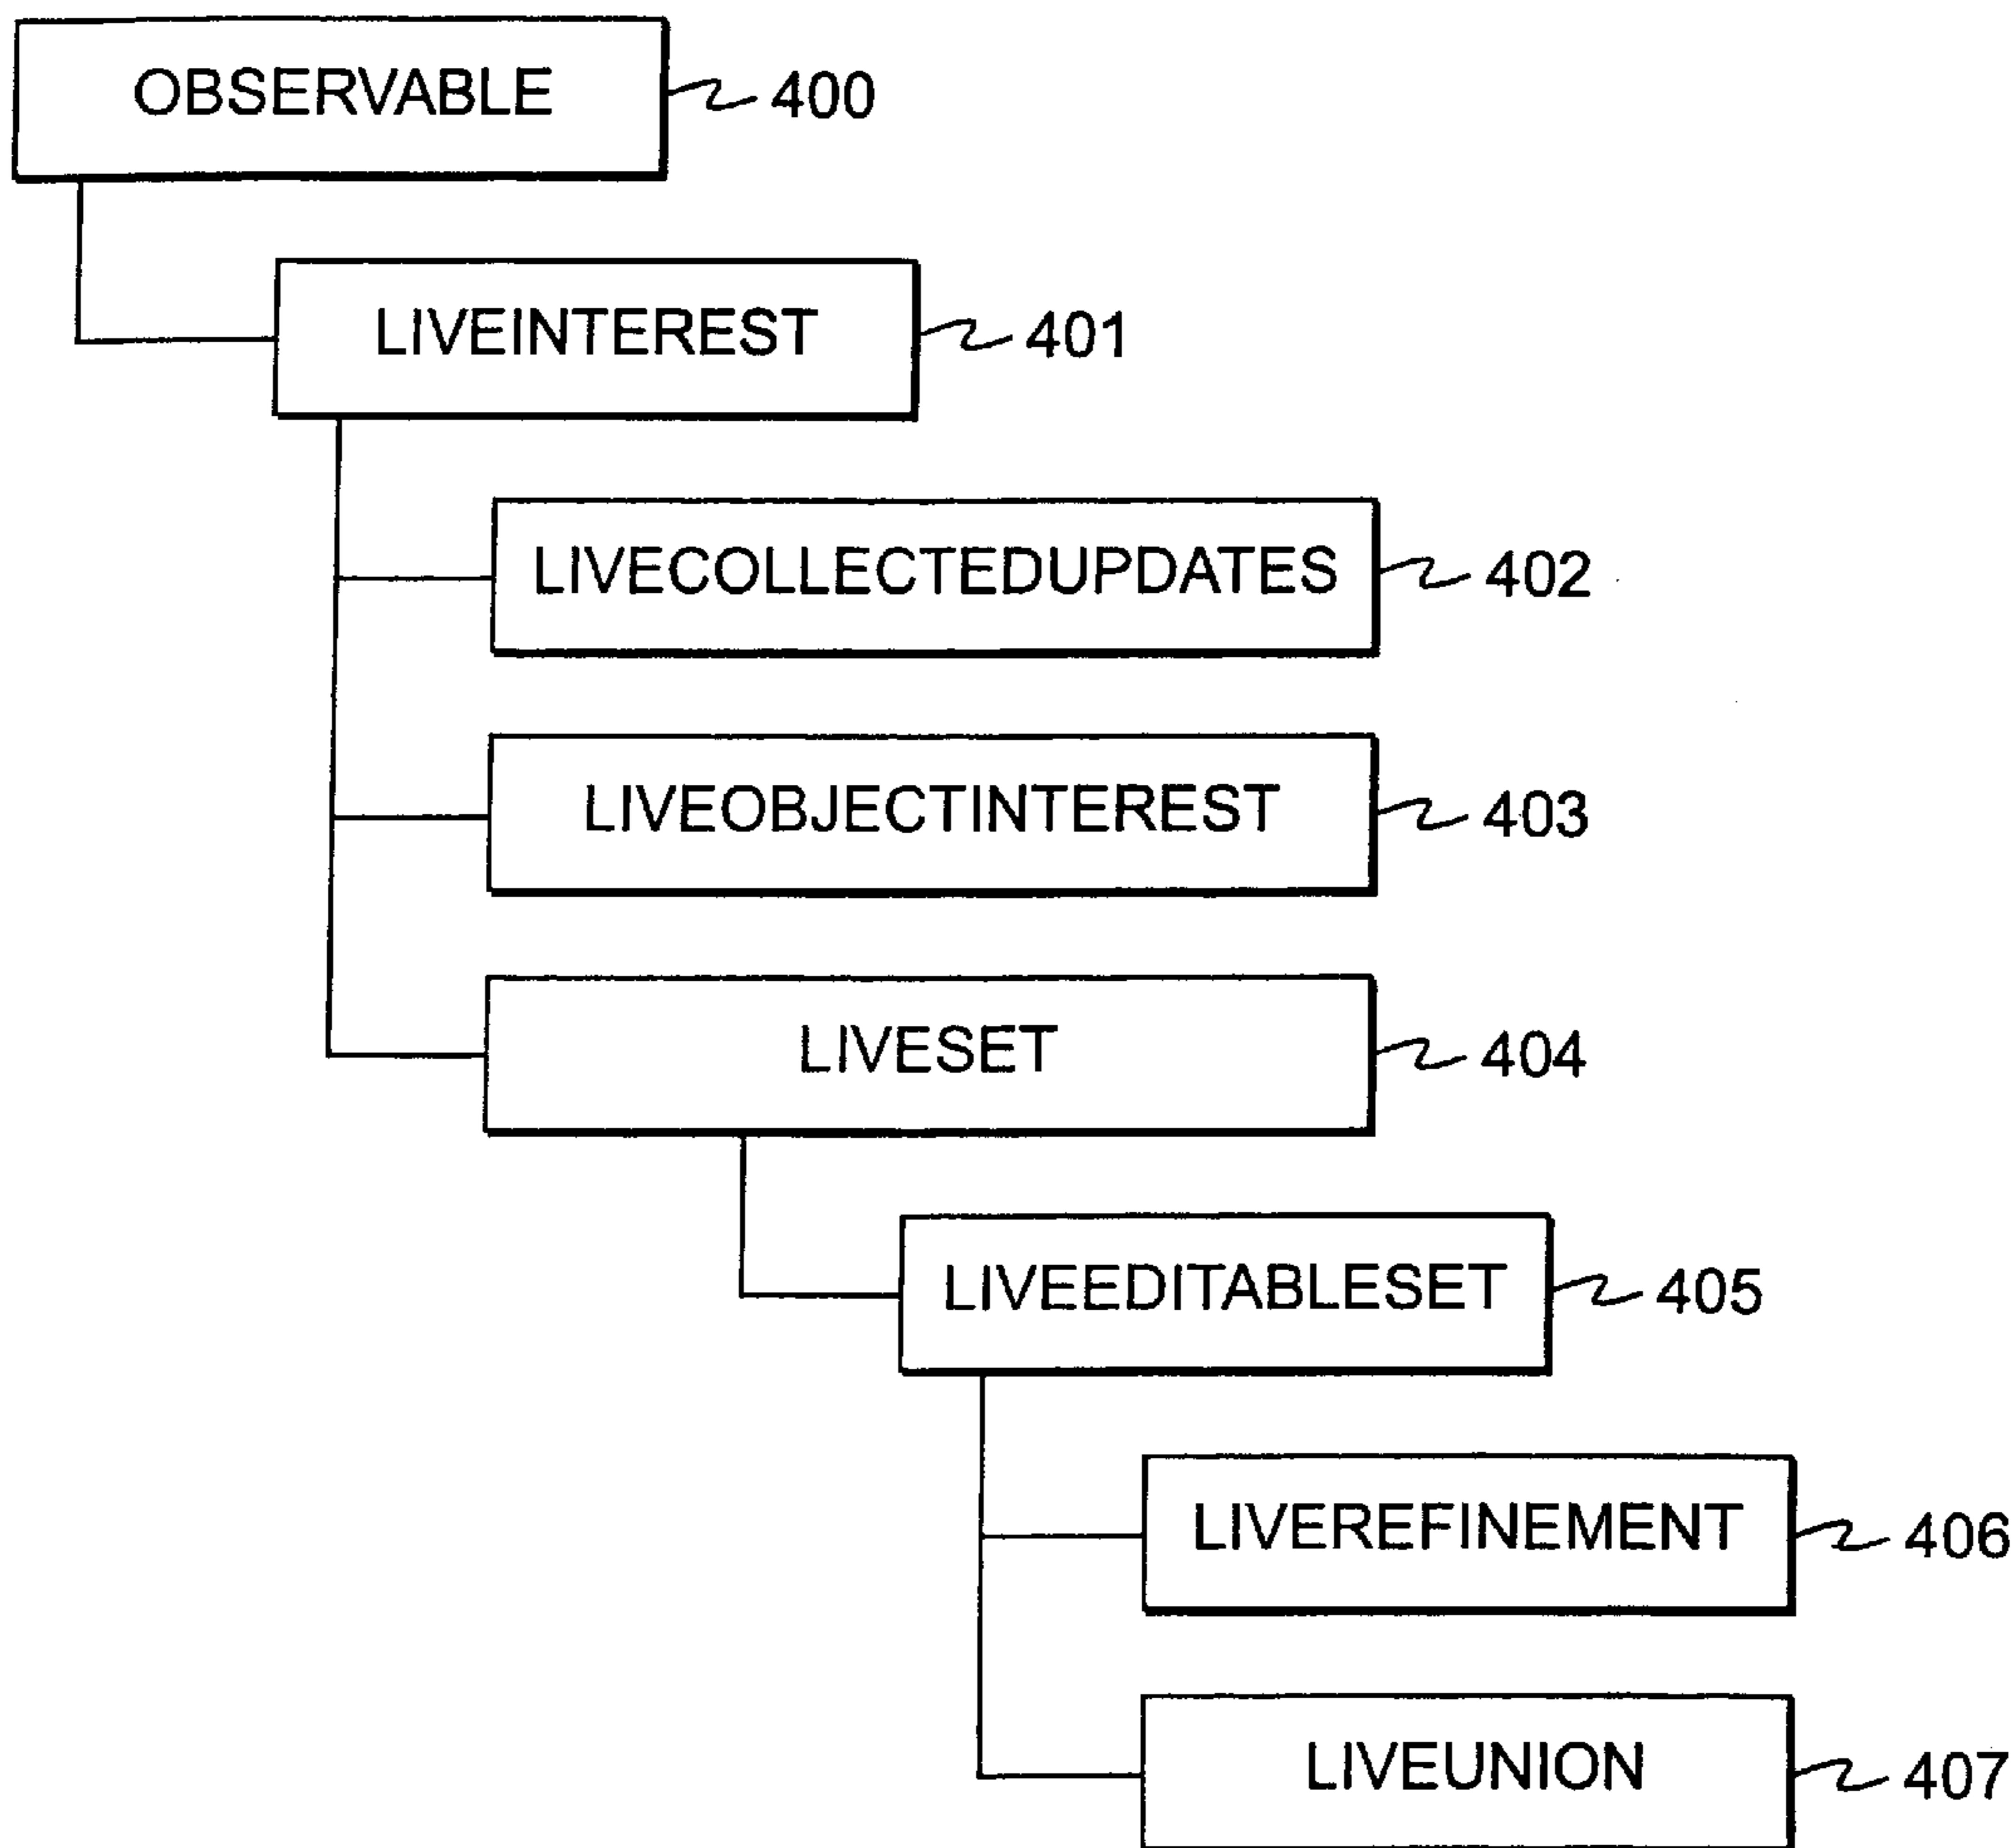 OBSERVABLE 400
LIVEINTEREST 401
LIVECOLLECTEDUPDATES 402
LIVEOBJECTINTEREST 403
LIVESET 404
LIVEEDITABLESET 405
LIVEREFINEMENT 406
LIVEUNION 407